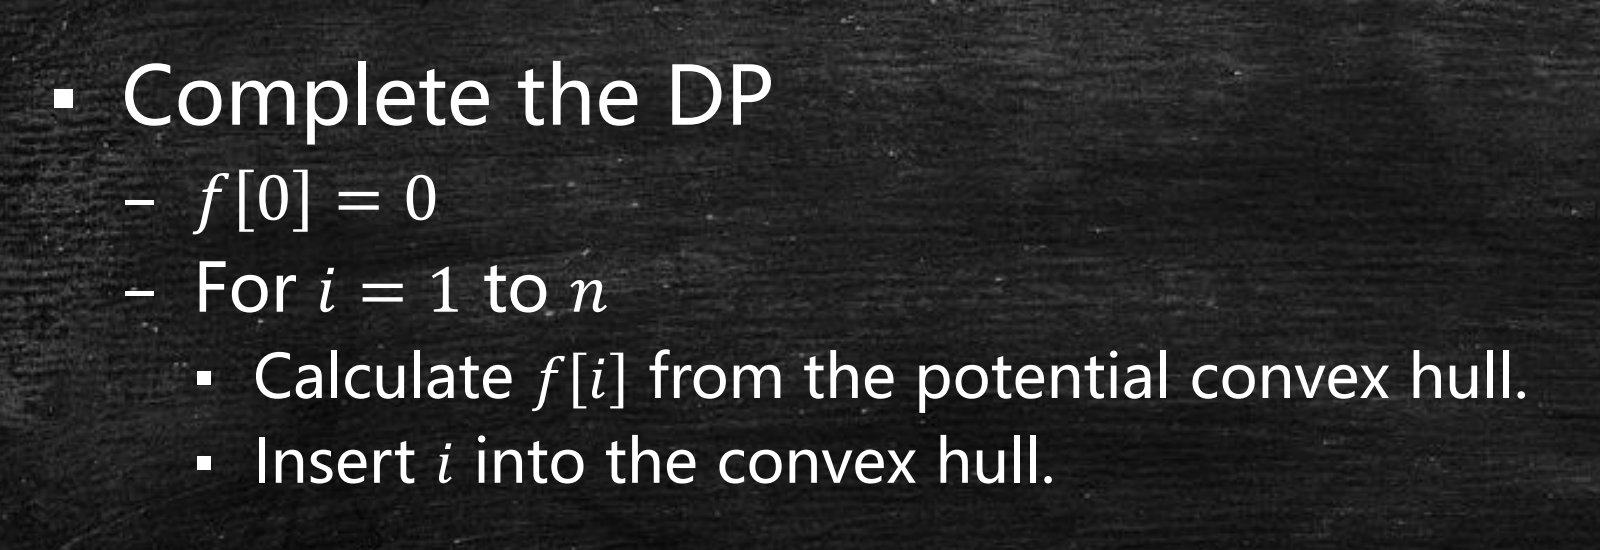 ▪ Complete the DP
– f[0] = 0
– For i = 1 to n
▪ Calculate f[i] from the potential convex hull.
▪ Insert i into the convex hull.